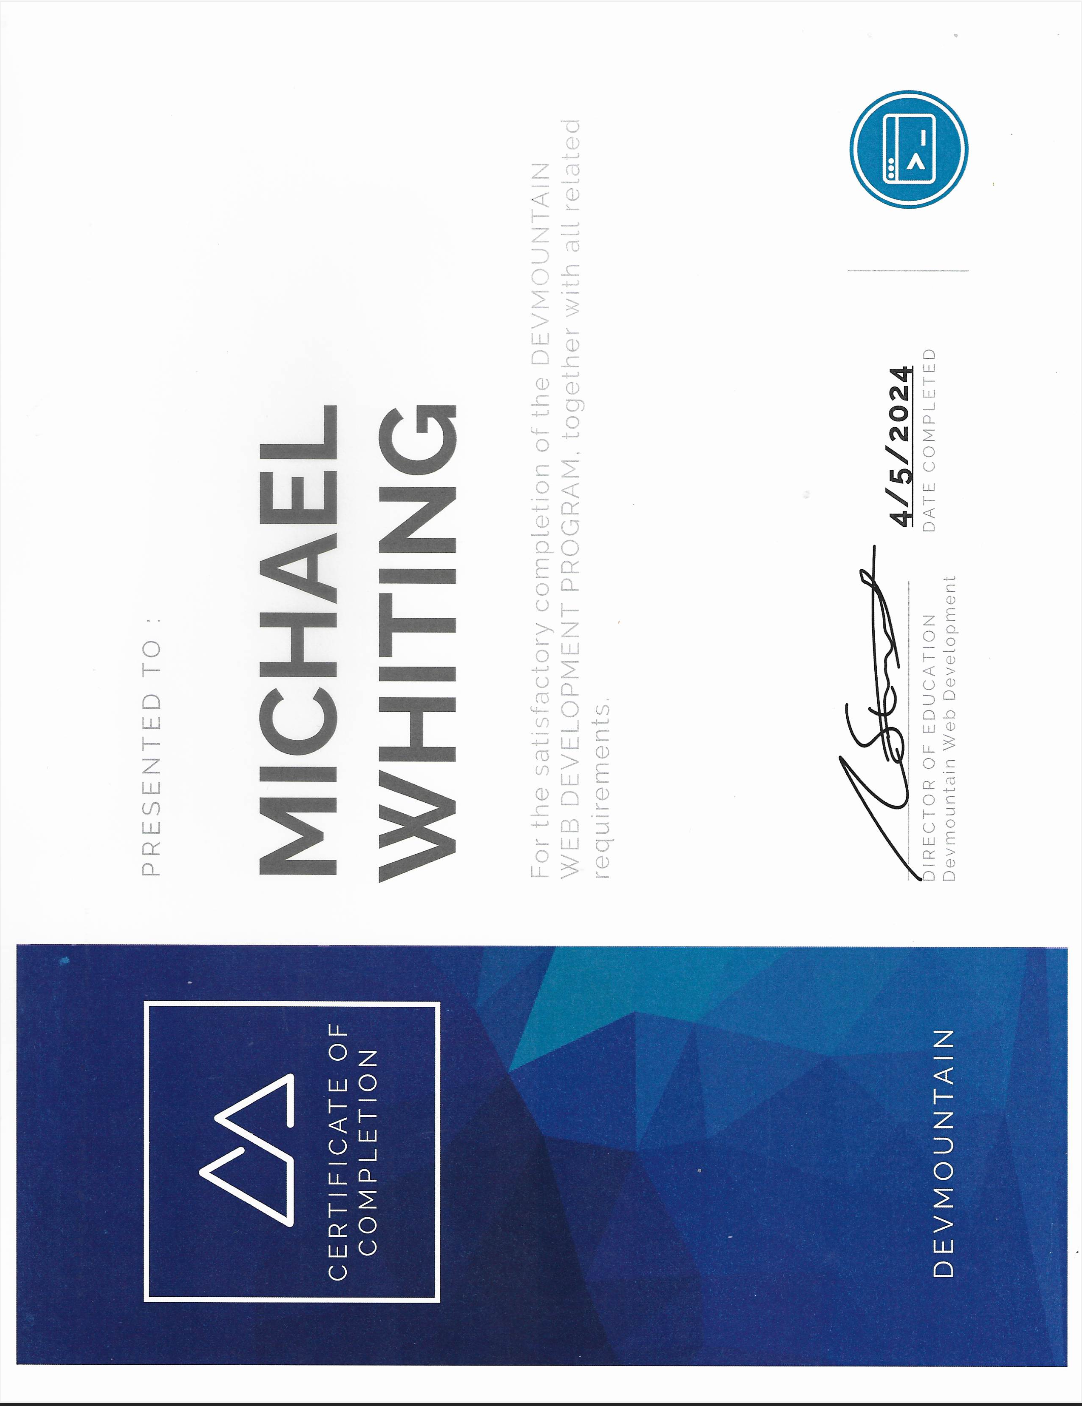 CERTIFICATE OF
COMPLETION
DEVMOUNTAIN
PRESENTED TO :
MICHAEL
WHITING
For the satisfactory completion of the DEVMOUNTAIN
WEB DEVELOPMENT PROGRAM, together with all related
requirements.
4/5/2024
DIRECTOR OF EDUCATION
Devmountain Web Development
DATE COMPLETED